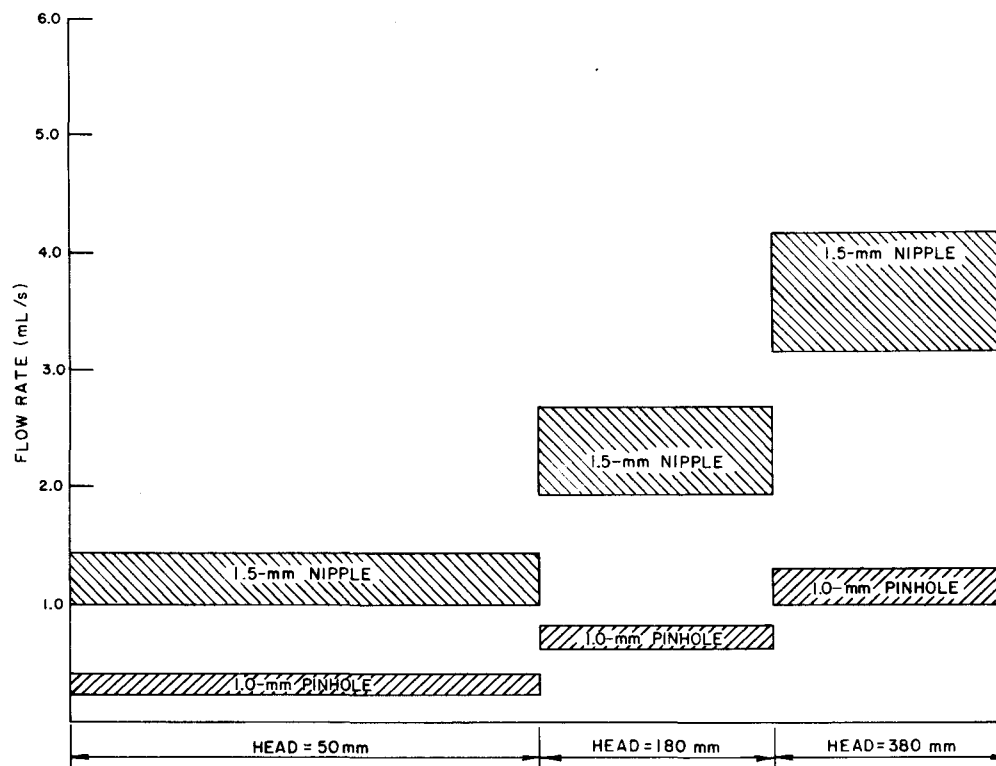 6.0
5.0
4.0
3.0
2.0
1.0
FLOW RATE (mL/s)
1.5-mm NIPPLE
1.5-mm NIPPLE
1.5-mm NIPPLE
1.0-mm PINHOLE
1.0-mm PINHOLE
1.0-mm PINHOLE
HEAD = 50 mm
HEAD = 180 mm
HEAD = 380 mm